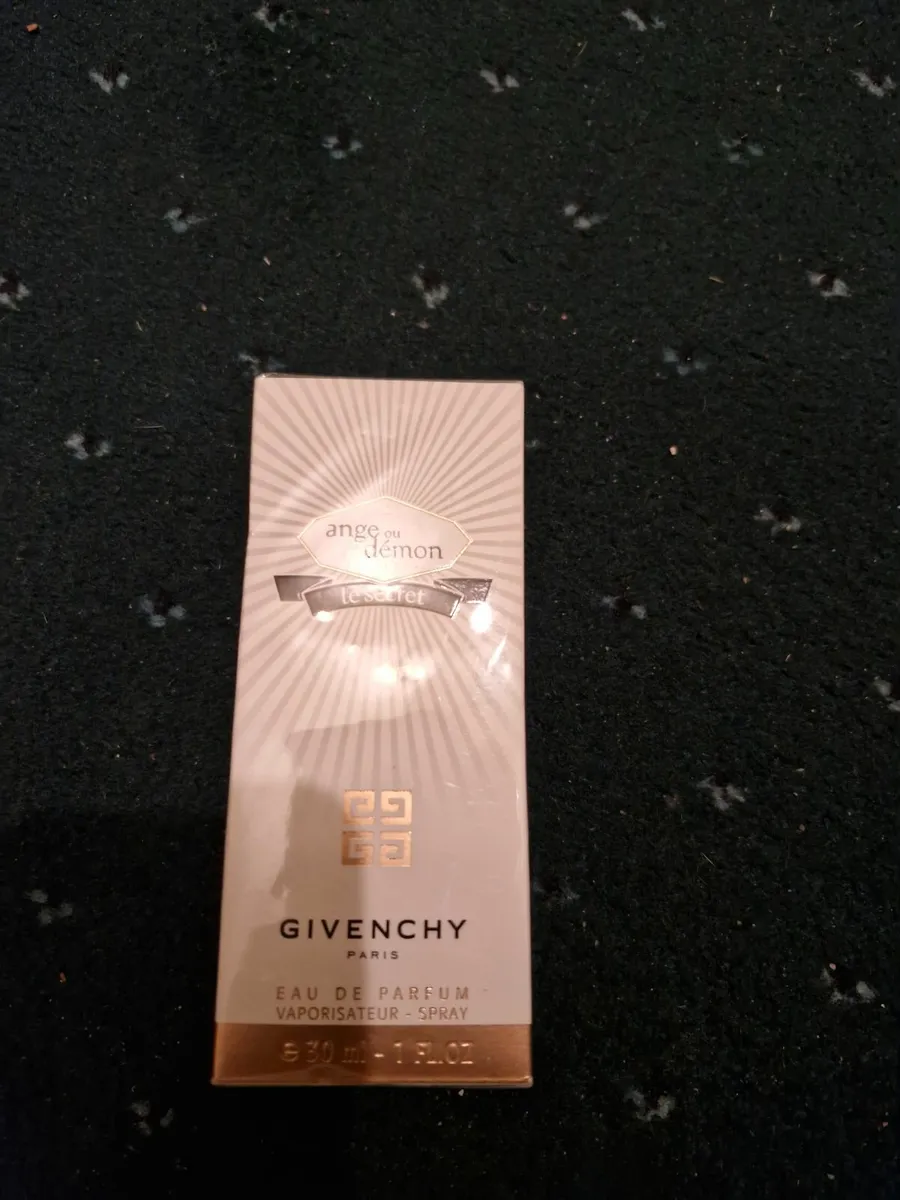 ange ou
démon
le secret
GIVENCHY
PARIS
EAU DE PARFUM
VAPORISATEUR - SPRAY
℮ 30 ml - 1 FL.OZ